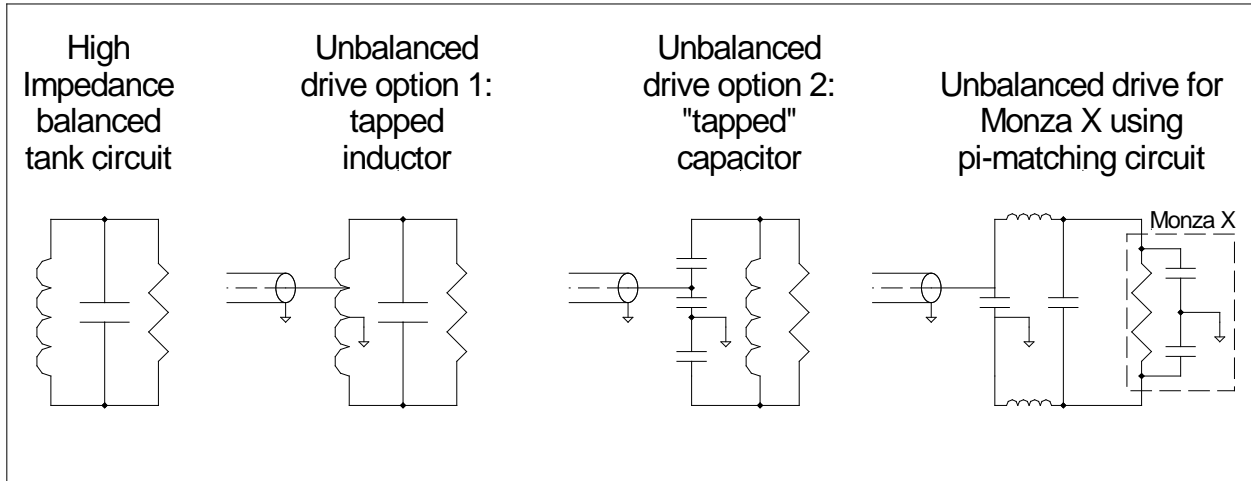 High
Impedance
balanced
tank circuit
Unbalanced
drive option 1:
tapped
inductor
Unbalanced
drive option 2:
"tapped"
capacitor
Unbalanced drive for
Monza X using
pi-matching circuit
Monza X